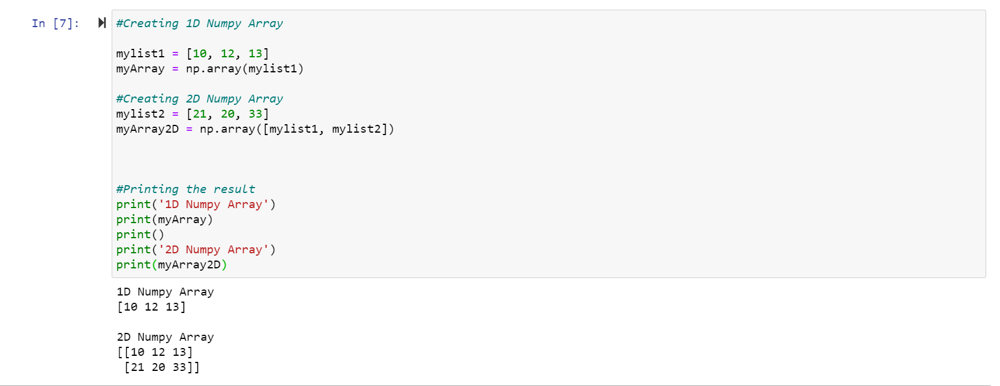 In [7]:
#Creating 1D Numpy Array
mylist1 = [10, 12, 13]
myArray = np.array(mylist1)
#Creating 2D Numpy Array
mylist2 = [21, 20, 33]
myArray2D = np.array([mylist1, mylist2])
#Printing the result
print('1D Numpy Array')
print(myArray)
print()
print('2D Numpy Array')
print(myArray2D)
1D Numpy Array
[10 12 13]
2D Numpy Array
[[10 12 13]
 [21 20 33]]